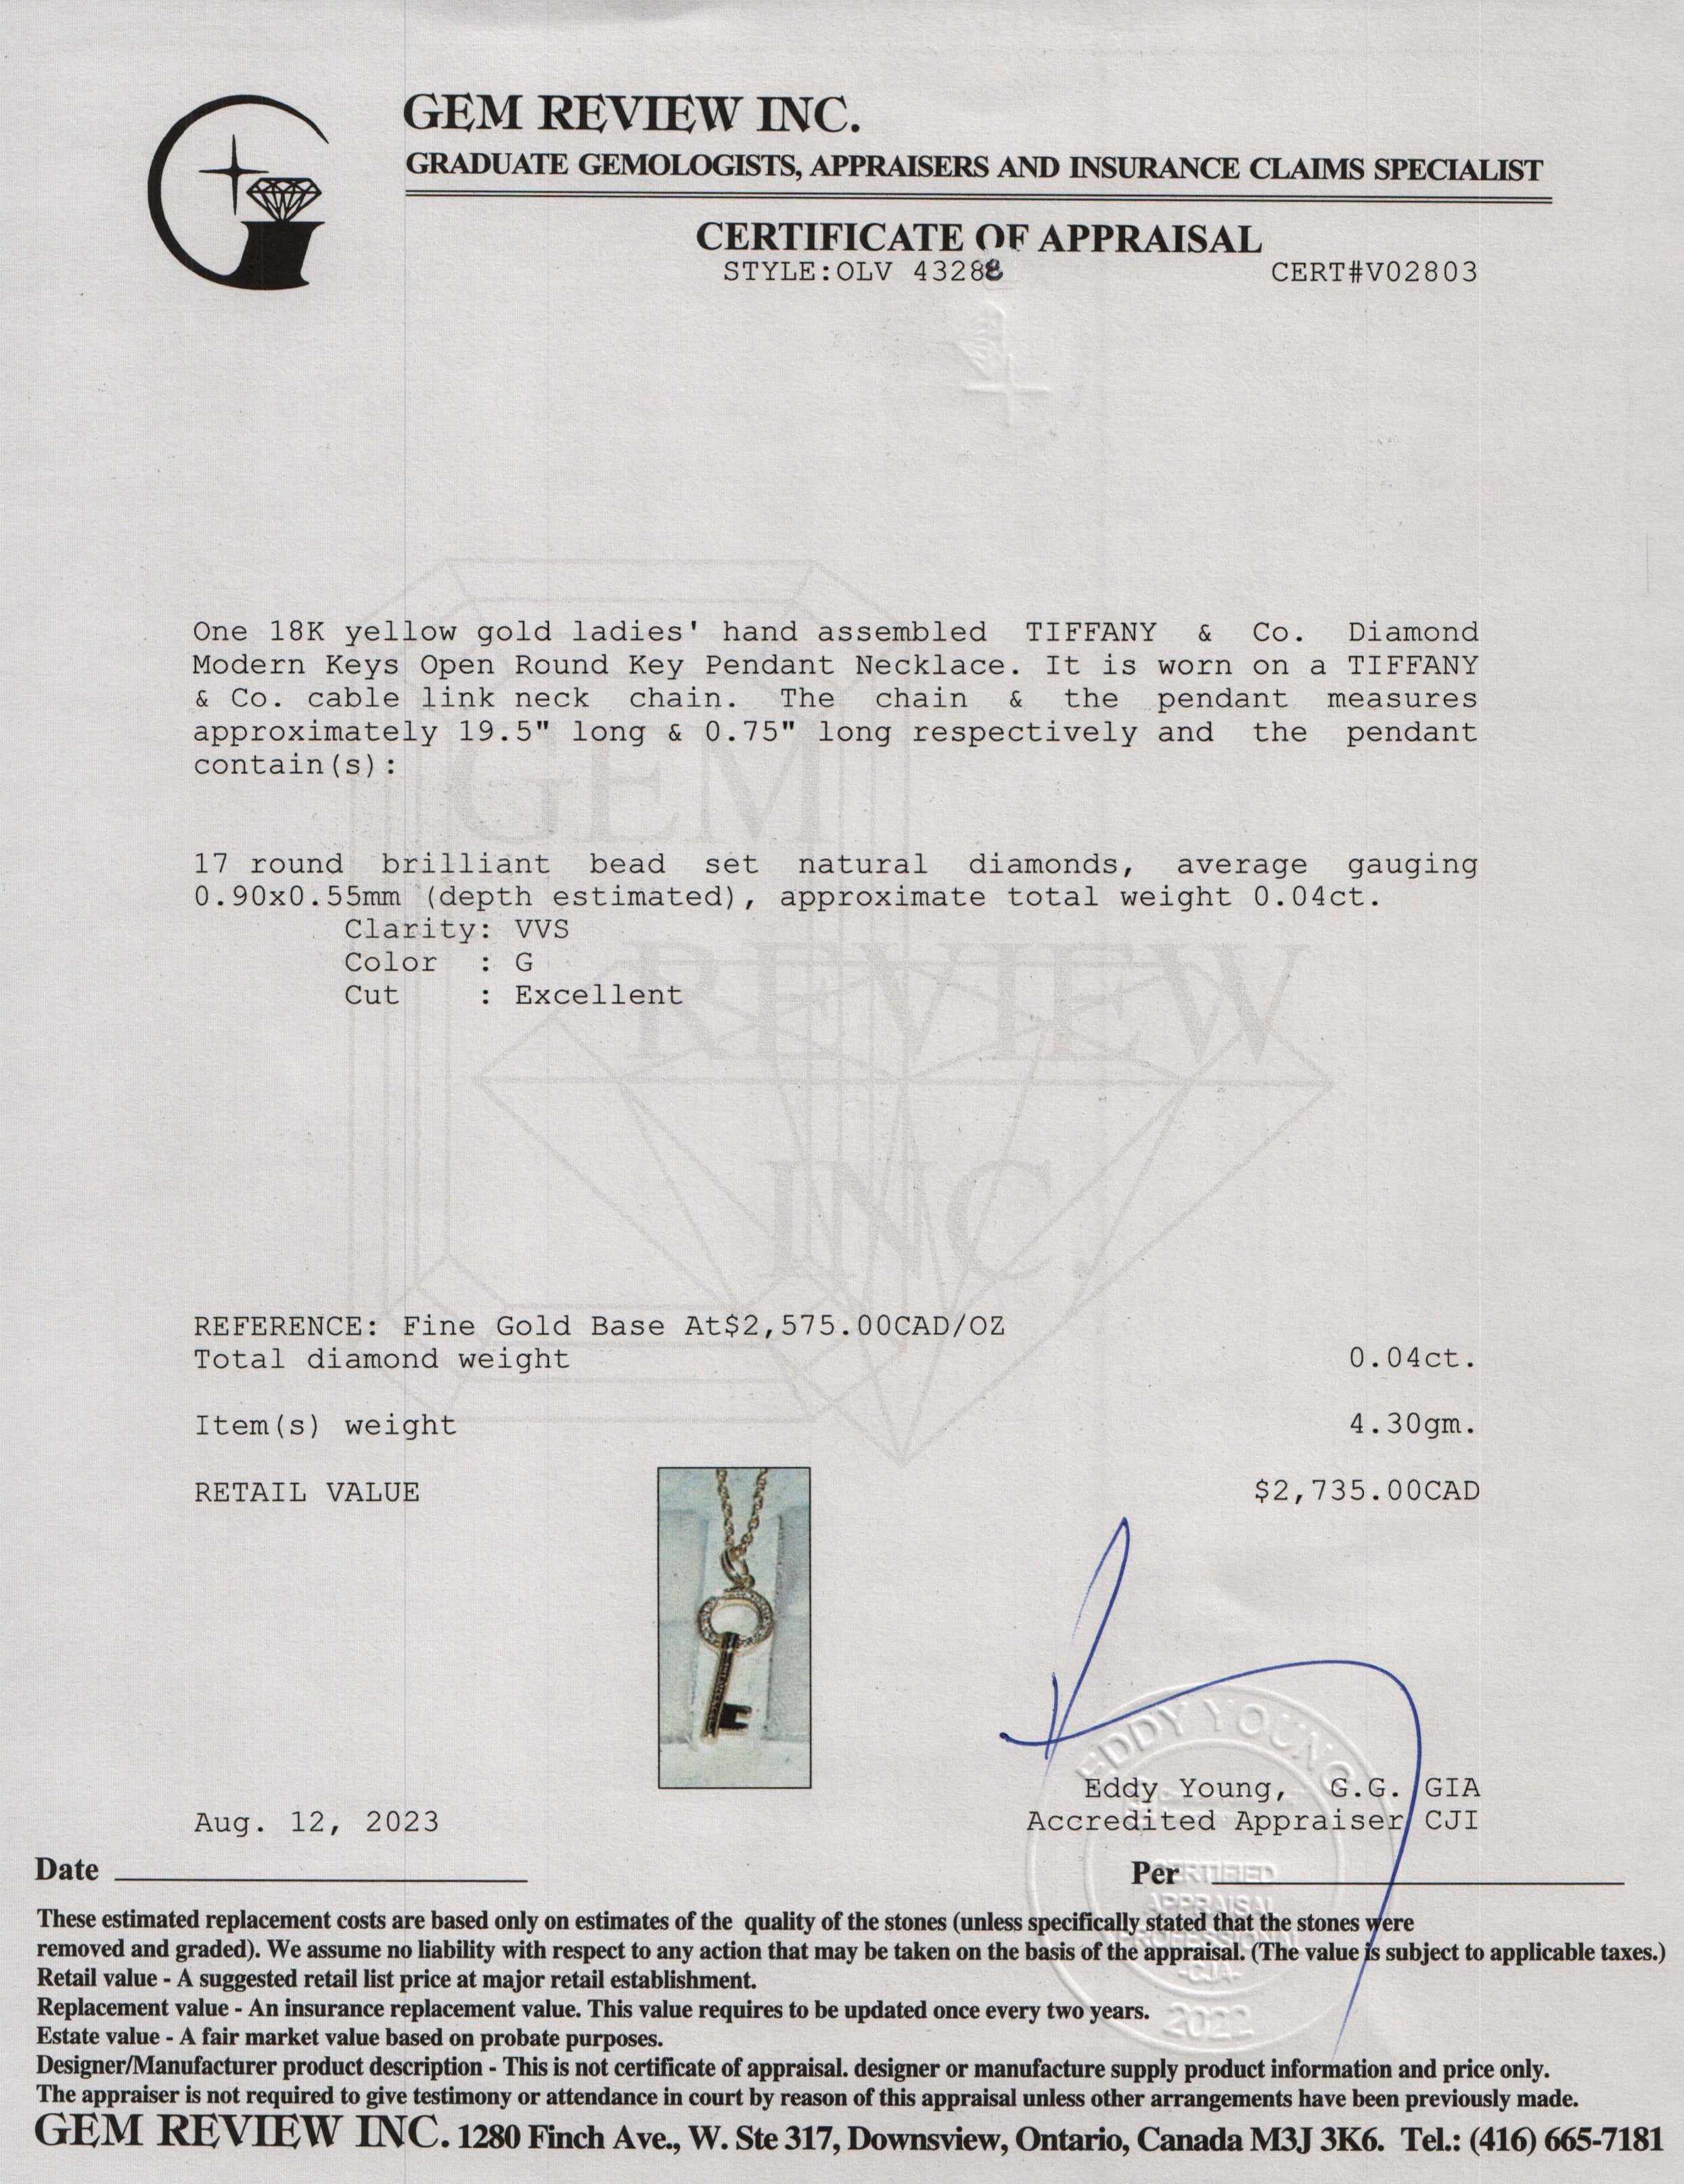 GEM REVIEW INC.
GRADUATE GEMOLOGISTS, APPRAISERS AND INSURANCE CLAIMS SPECIALIST
CERTIFICATE OF APPRAISAL
STYLE:OLV 43288 CERT#V02803
One 18K yellow gold ladies' hand assembled TIFFANY & Co. Diamond
Modern Keys Open Round Key Pendant Necklace. It is worn on a TIFFANY
& Co. cable link neck chain. The chain & the pendant measures
approximately 19.5" long & 0.75" long respectively and the pendant
contain(s):
GEM
17 round brilliant bead set natural diamonds, average gauging
0.90x0.55mm (depth estimated), approximate total weight 0.04ct.
Clarity: VVS
Color : G
Cut : Excellent
REVIEW
INC.
REFERENCE: Fine Gold Base At$2,575.00CAD/OZ
Total diamond weight 0.04ct.
Item(s) weight 4.30gm.
RETAIL VALUE $2,735.00CAD
EDDY YOUNG
Eddy Young, G.G. GIA
Aug. 12, 2023 Accredited Appraiser CJI
Date Per
CERTIFIED
APPRAISAL
PROFESSIONAL
-CJA-
2022
These estimated replacement costs are based only on estimates of the quality of the stones (unless specifically stated that the stones were
removed and graded). We assume no liability with respect to any action that may be taken on the basis of the appraisal. (The value is subject to applicable taxes.)
Retail value - A suggested retail list price at major retail establishment.
Replacement value - An insurance replacement value. This value requires to be updated once every two years.
Estate value - A fair market value based on probate purposes.
Designer/Manufacturer product description - This is not certificate of appraisal. designer or manufacture supply product information and price only.
The appraiser is not required to give testimony or attendance in court by reason of this appraisal unless other arrangements have been previously made.
GEM REVIEW INC. 1280 Finch Ave., W. Ste 317, Downsview, Ontario, Canada M3J 3K6. Tel.: (416) 665-7181